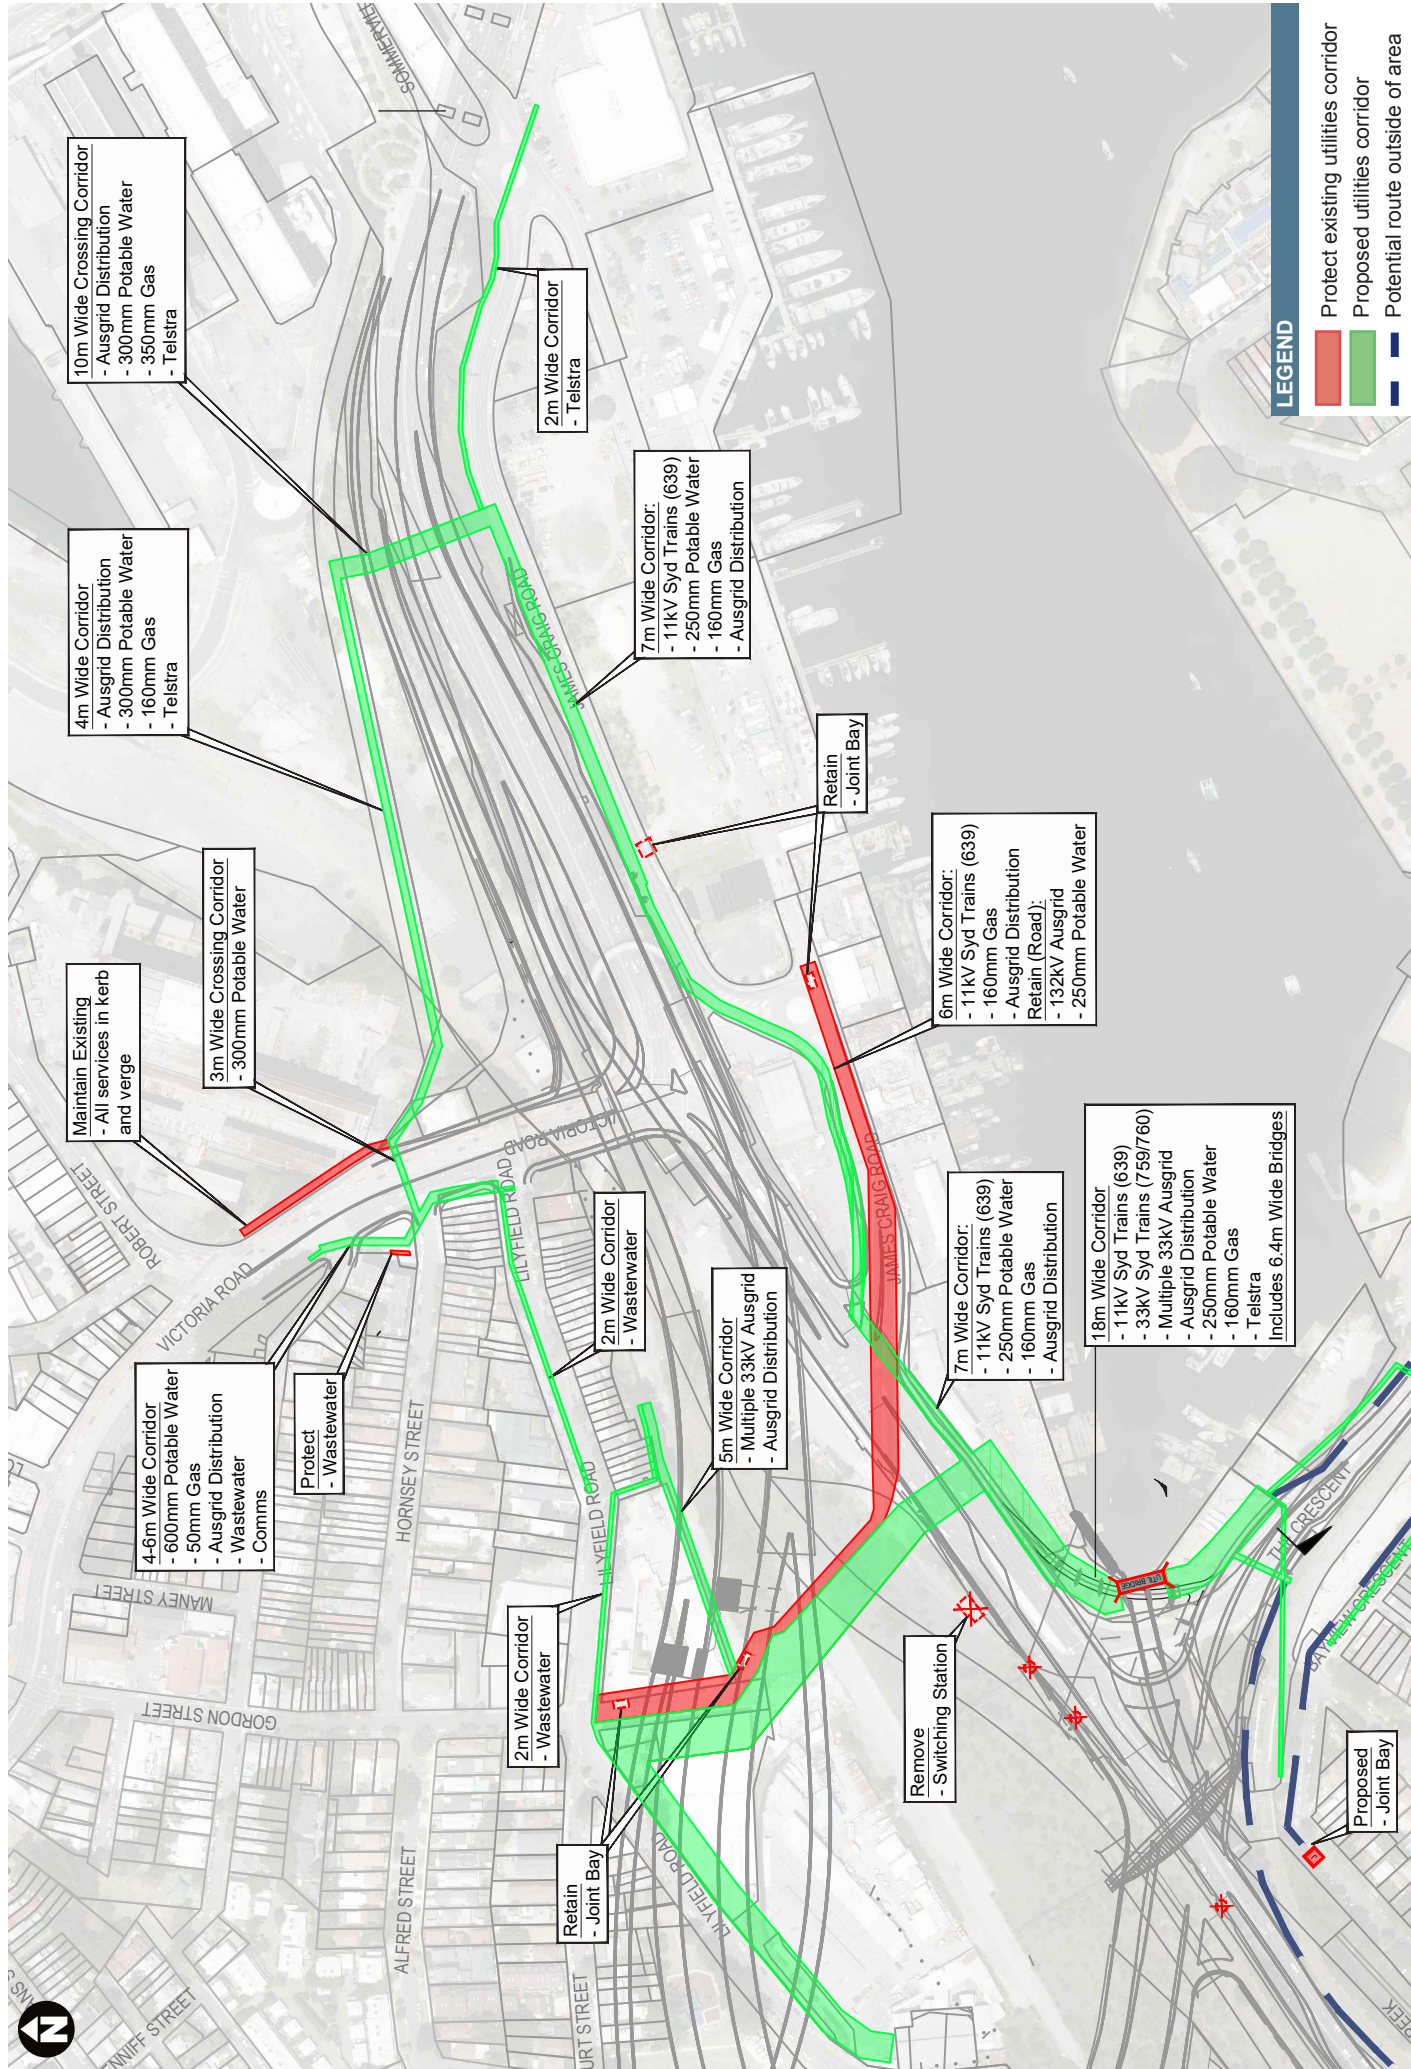 SOMMERVILLE
10m Wide Crossing Corridor
- Ausgrid Distribution
- 300mm Potable Water
- 350mm Gas
- Telstra
4m Wide Corridor
- Ausgrid Distribution
- 300mm Potable Water
- 160mm Gas
- Telstra
Maintain Existing
- All services in kerb
and verge
3m Wide Crossing Corridor
- 300mm Potable Water
2m Wide Corridor
- Telstra
7m Wide Corridor:
- 11kV Syd Trains (639)
- 250mm Potable Water
- 160mm Gas
- Ausgrid Distribution
JAMES CRAIG ROAD
Retain
- Joint Bay
6m Wide Corridor:
- 11kV Syd Trains (639)
- 160mm Gas
- Ausgrid Distribution
Retain (Road):
- 132kV Ausgrid
- 250mm Potable Water
ROBERT STREET
VICTORIA ROAD
VICTORIA ROAD
LILYFIELD ROAD
JAMES CRAIG ROAD
4-6m Wide Corridor
- 600mm Potable Water
- 50mm Gas
- Ausgrid Distribution
- Wastewater
- Comms
Protect
- Wastewater
HORNSEY STREET
2m Wide Corridor
- Wasterwater
5m Wide Corridor
- Multiple 33kV Ausgrid
- Ausgrid Distribution
7m Wide Corridor:
- 11kV Syd Trains (639)
- 250mm Potable Water
- 160mm Gas
- Ausgrid Distribution
18m Wide Corridor
- 11kV Syd Trains (639)
- 33kV Syd Trains (759/760)
- Multiple 33kV Ausgrid
- Ausgrid Distribution
- 250mm Potable Water
- 160mm Gas
- Telstra
Includes 6.4m Wide Bridges
UTIL BRIDGE
THE CRESCENT
BAYVIEW CRESCENT
MANEY STREET
GORDON STREET
LILYFIELD ROAD
2m Wide Corridor
- Wastewater
Remove
- Switching Station
Proposed
- Joint Bay
Retain
- Joint Bay
LILYFIELD ROAD
ALFRED STREET
URT STREET
NNIFF STREET
REEK
N
LEGEND
Protect existing utilities corridor
Proposed utilities corridor
Potential route outside of area